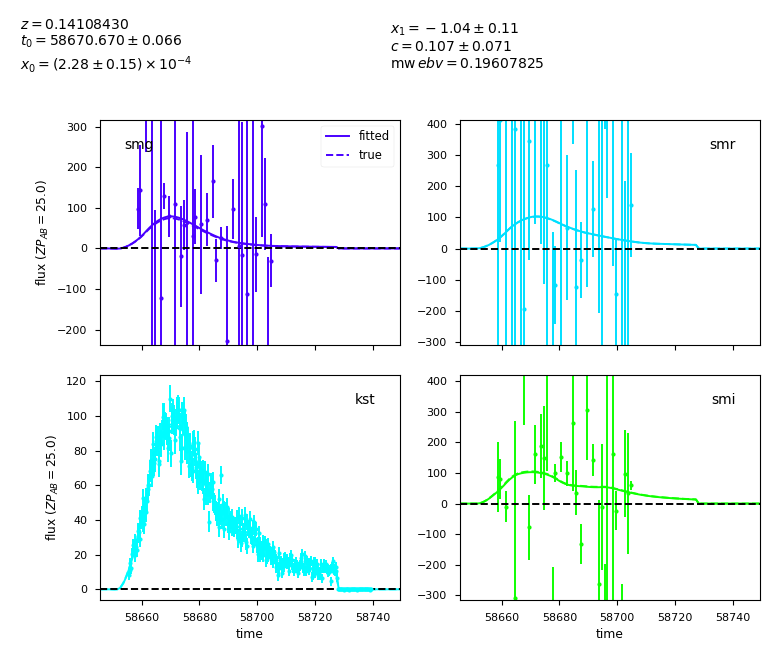 z = 0.14108430
t₀ = 58670.670 ± 0.066
x₀ = (2.28 ± 0.15) × 10⁻⁴
x₁ = −1.04 ± 0.11
c = 0.107 ± 0.071
mwebv = 0.19607825
smg
fitted
true
300
200
100
0
−100
−200
flux (ZP_AB = 25.0)
smr
400
300
200
100
0
−100
−200
−300
kst
120
100
80
60
40
20
0
flux (ZP_AB = 25.0)
58660 58680 58700 58720 58740
time
smi
400
300
200
100
0
−100
−200
−300
58660 58680 58700 58720 58740
time